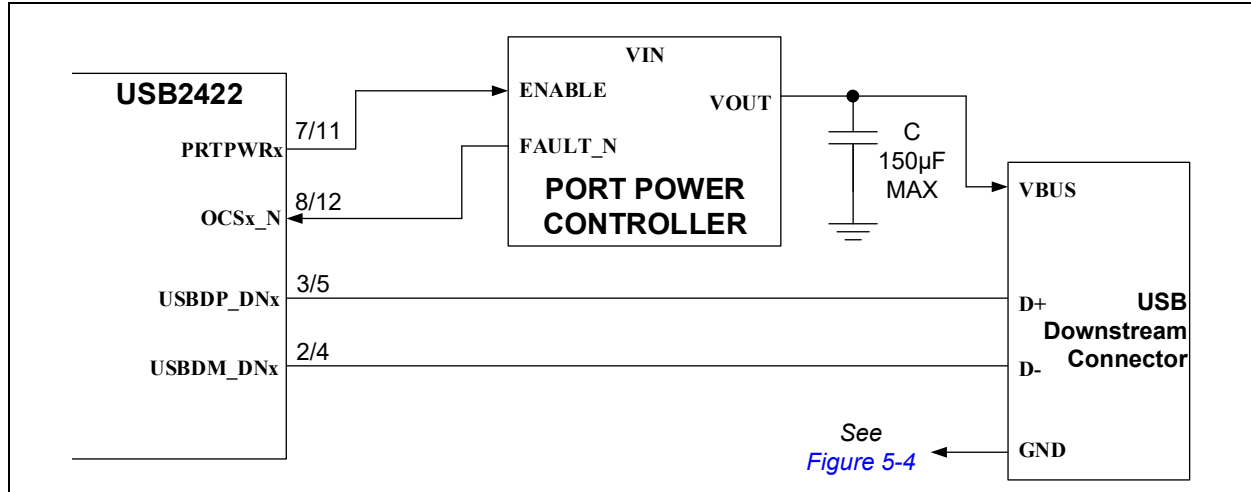 USB2422
PRTPWRx
7/11
OCSx_N
8/12
USBDP_DNx
3/5
USBDM_DNx
2/4
VIN
ENABLE
VOUT
FAULT_N
PORT POWER
CONTROLLER
C
150µF
MAX
VBUS
D+
USB
Downstream
Connector
D-
GND
See
Figure 5-4